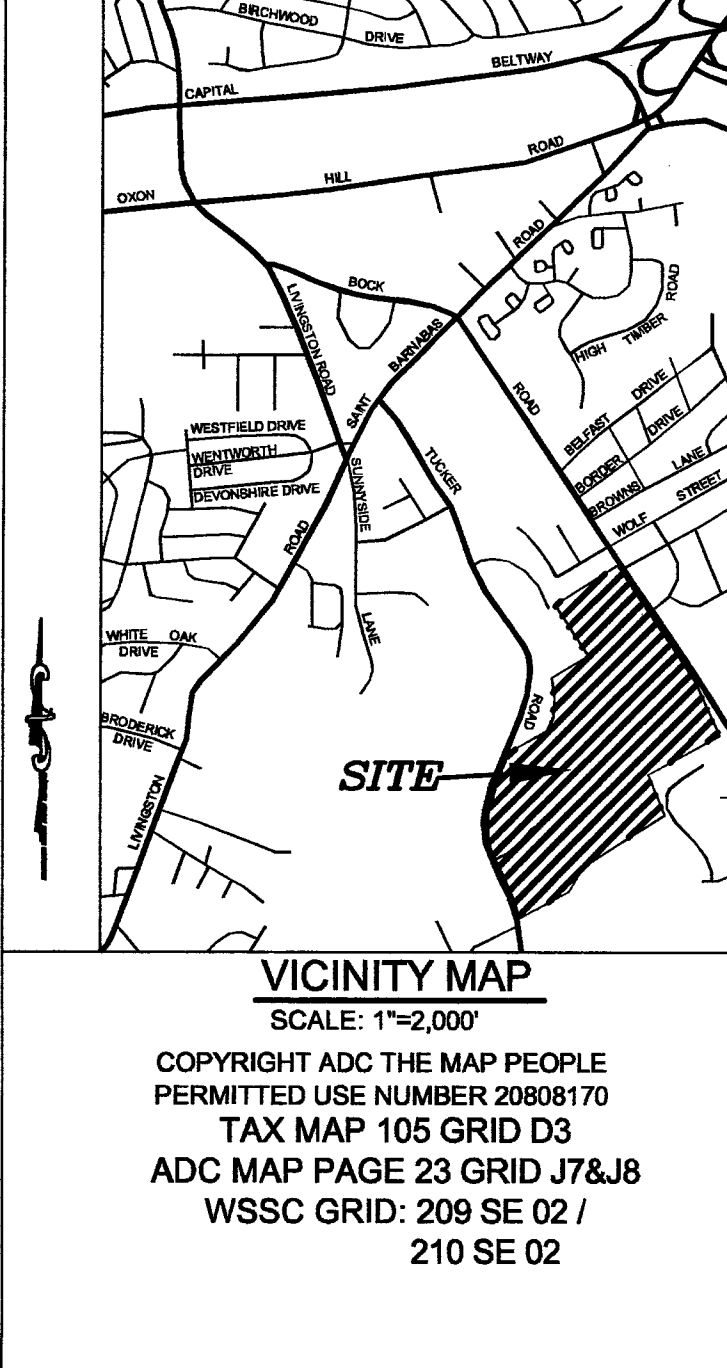 BIRCHWOOD
DRIVE
CAPITAL
BELTWAY
OXON
HILL
ROAD
BOCK
ROAD
LIVINGSTON ROAD
BARNABAS
SAINT
HIGH TIMBER
ROAD
ROAD
WESTFIELD DRIVE
WENTWORTH
DRIVE
DEVONSHIRE DRIVE
SUNNYSIDE
TUCKER
BELFAST DRIVE
BORDER DRIVE
BROWNS LANE
WOLF STREET
ROAD
LANE
WHITE OAK
DRIVE
ROAD
BRODERICK
DRIVE
LIVINGSTON
SITE
VICINITY MAP
SCALE: 1"=2,000'
COPYRIGHT ADC THE MAP PEOPLE
PERMITTED USE NUMBER 20808170
TAX MAP 105 GRID D3
ADC MAP PAGE 23 GRID J7&J8
WSSC GRID: 209 SE 02 /
210 SE 02